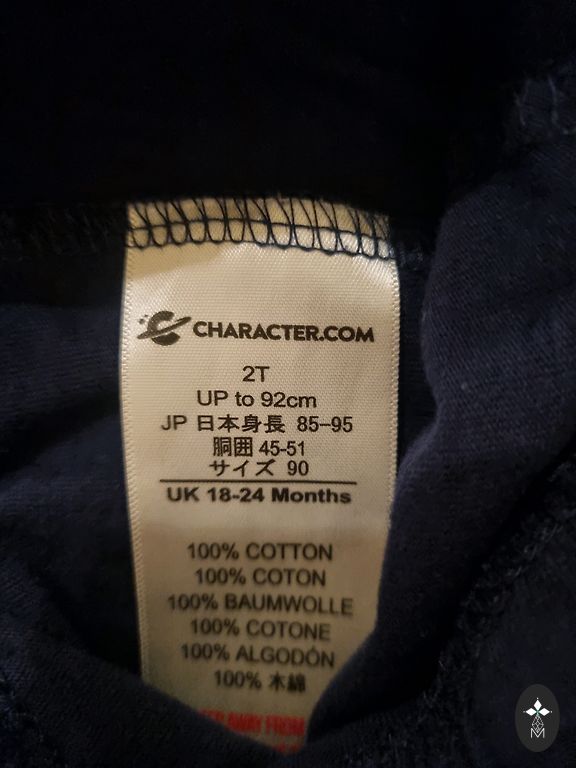 CHARACTER.COM
2T
UP to 92cm
JP 日本身長 85-95
胴囲 45-51
サイズ 90
UK 18-24 Months
100% COTTON
100% COTON
100% BAUMWOLLE
100% COTONE
100% ALGODÓN
100% 木綿
AWAY FROM